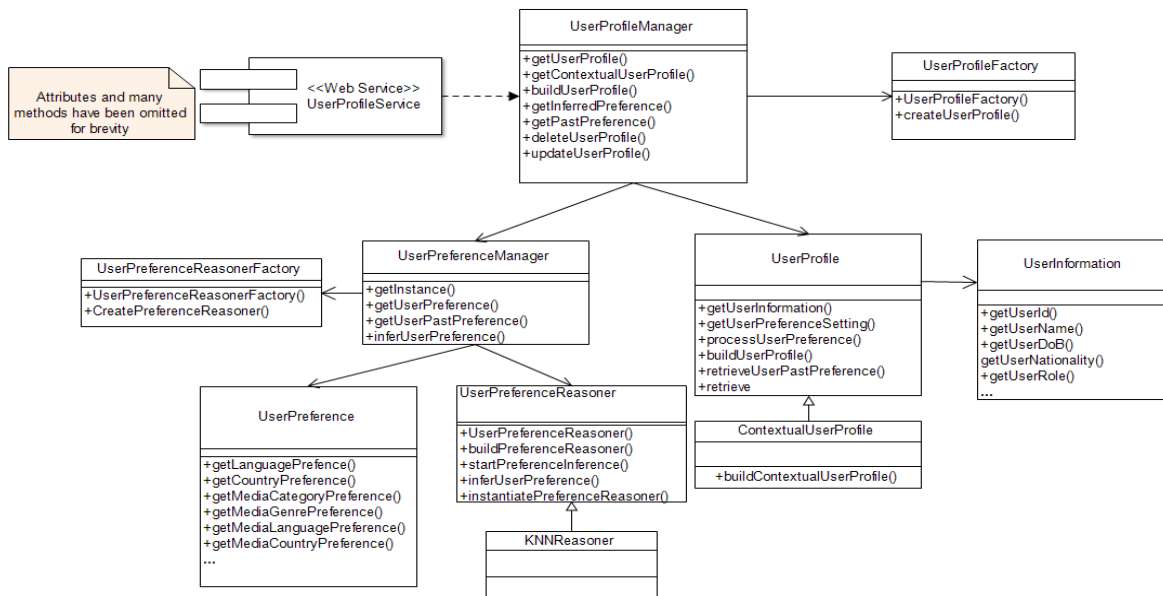 UserProfileManager
+getUserProfile()
+getContextualUserProfile()
+buildUserProfile()
+getInferredPreference()
+getPastPreference()
+deleteUserProfile()
+updateUserProfile()
Attributes and many
methods have been omitted
for brevity
<<Web Service>>
UserProfileService
UserProfileFactory
+UserProfileFactory()
+createUserProfile()
UserPreferenceReasonerFactory
+UserPreferenceReasonerFactory()
+CreatePreferenceReasoner()
UserPreferenceManager
+getInstance()
+getUserPreference()
+getUserPastPreference()
+inferUserPreference()
UserProfile
+getUserInformation()
+getUserPreferenceSetting()
+processUserPreference()
+buildUserProfile()
+retrieveUserPastPreference()
+retrieve
UserInformation
+getUserId()
+getUserName()
+getUserDoB()
getUserNationality()
+getUserRole()
...
UserPreference
+getLanguagePrefence()
+getCountryPreference()
+getMediaCategoryPreference()
+getMediaGenrePreference()
+getMediaLanguagePreference()
+getMediaCountryPreference()
...
UserPreferenceReasoner
+UserPreferenceReasoner()
+buildPreferenceReasoner()
+startPreferenceInference()
+inferUserPreference()
+instantiatePreferenceReasoner()
KNNReasoner
ContextualUserProfile
+buildContextualUserProfile()